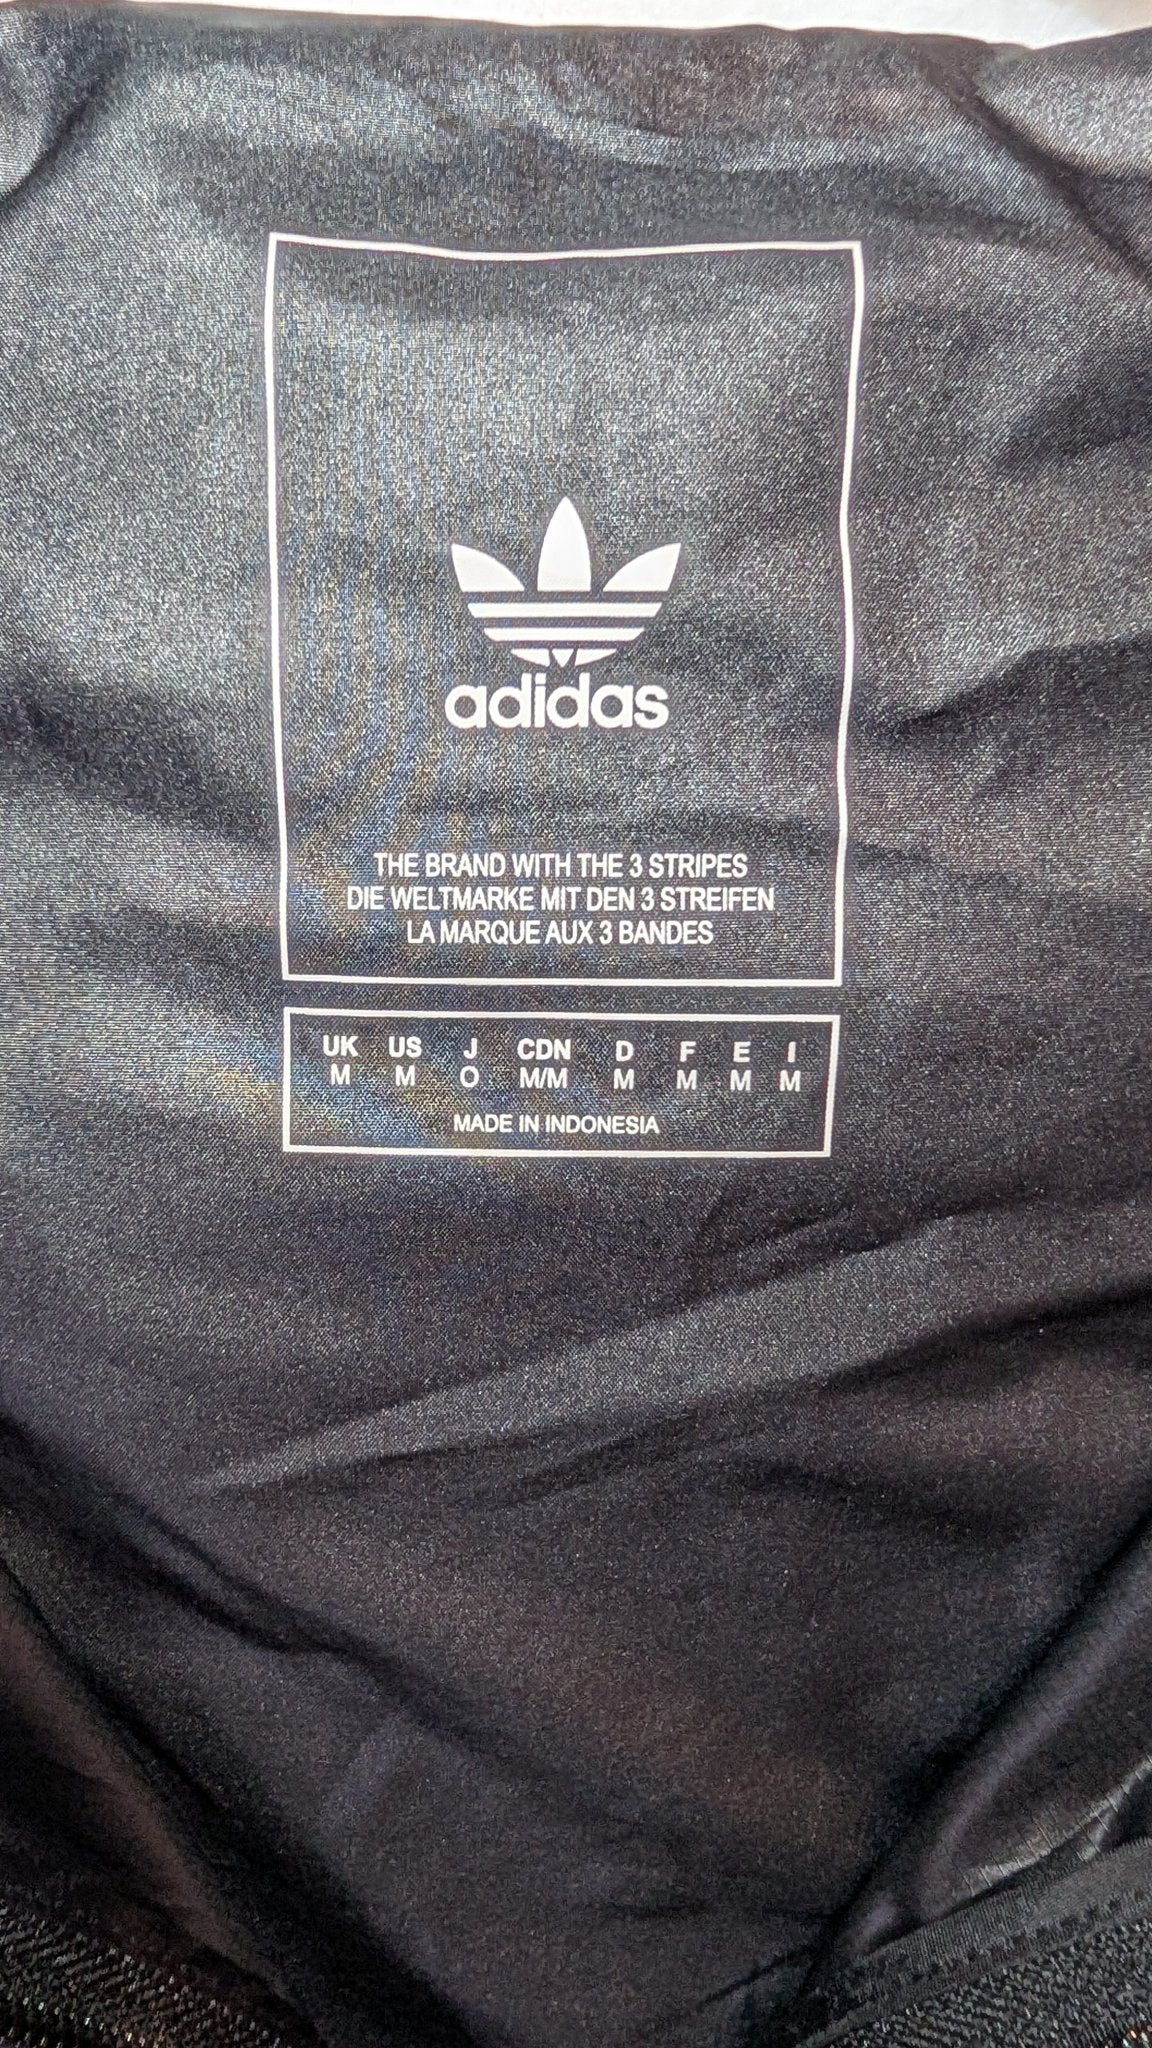 adidas
THE BRAND WITH THE 3 STRIPES
DIE WELTMARKE MIT DEN 3 STREIFEN
LA MARQUE AUX 3 BANDES
UK US J CDN D F E I
M M O M/M M M M M
MADE IN INDONESIA